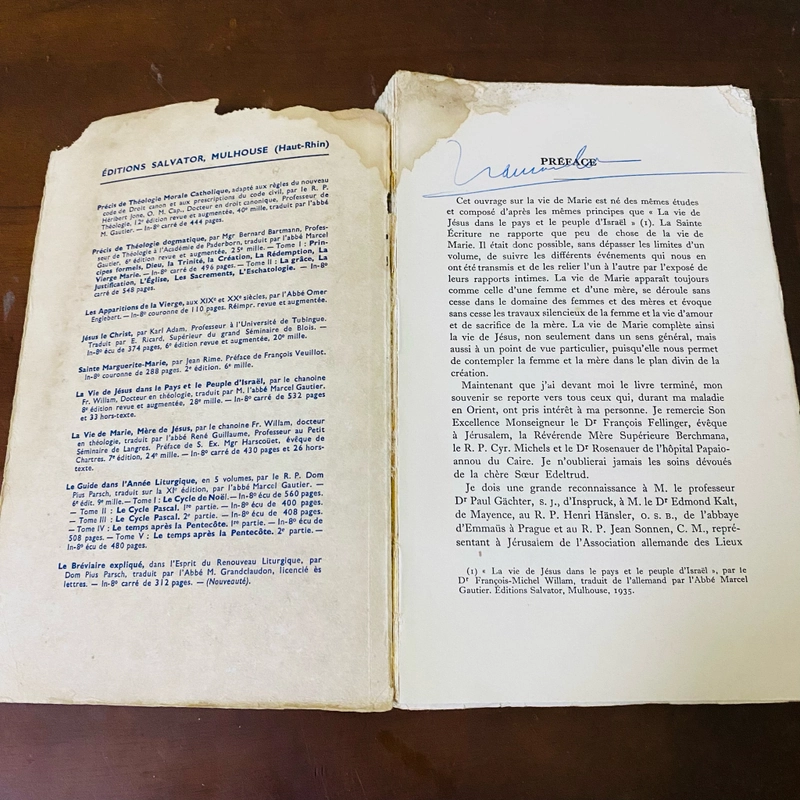 ÉDITIONS SALVATOR, MULHOUSE (Haut-Rhin)
Précis de Théologie Morale Catholique, adapté aux règles du nouveau
code de Droit canon et aux prescriptions du code civil, par le R. P.
Heribert Jone, O. M. Cap., Docteur en droit canonique, Professeur de
Théologie. 12e édition revue et augmentée, 40e mille, traduit par l'abbé
M. Gautier. — In-8º carré de 444 pages.
Précis de Théologie dogmatique, par Mgr Bernard Bartmann, Profes-
seur de Théologie à l'Académie de Paderborn, traduit par l'abbé Marcel
Gautier. 6e édition revue et augmentée, 25e mille. — Tome I : Prin-
cipes formels, Dieu, la Trinité, la Création, La Rédemption, La
Vierge Marie. — In-8º carré de 496 pages. — Tome II : La grâce, La
Justification, L'Église, Les Sacrements, L'Eschatologie. — In-8º
carré de 548 pages.
Les Apparitions de la Vierge, aux XIXe et XXe siècles, par l'Abbé Omer
Englebert. — In-8º couronne de 110 pages. Réimpr. revue et augmentée.
Jésus le Christ, par Karl Adam. Professeur à l'Université de Tubingue.
Traduit par E. Ricard, Supérieur du grand Séminaire de Blois. —
In-8º écu de 374 pages, 6e édition revue et augmentée, 20e mille.
Sainte Marguerite-Marie, par Jean Rime. Préface de François Veuillot.
In-8º couronne de 288 pages. 2e édition. 6e mille.
La Vie de Jésus dans le Pays et le Peuple d'Israël, par le chanoine
Fr. Willam, Docteur en théologie, traduit par M. l'abbé Marcel Gautier.
8e édition revue et augmentée, 28e mille. — In-8º carré de 532 pages
et 33 hors-texte.
La Vie de Marie, Mère de Jésus, par le chanoine Fr. Willam, docteur
en théologie, traduit par l'abbé René Guillaume, Professeur au Petit
Séminaire de Langres. Préface de S. Ex. Mgr Harscouët, évêque de
Chartres. 7e édition, 24e mille. — In-8º carré de 430 pages et 26 hors-
texte.
Le Guide dans l'Année Liturgique, en 5 volumes, par le R. P. Dom
Pius Parsch, traduit sur la XIe édition, par l'abbé Marcel Gautier. —
6e édit. 9e mille. — Tome I : Le Cycle de Noël. — In-8º écu de 560 pages.
— Tome II : Le Cycle Pascal. 1re partie. — In-8º écu de 400 pages.
— Tome III : Le Cycle Pascal. 2e partie. — In-8º écu de 408 pages.
— Tome IV : Le temps après la Pentecôte. 1re partie. — In-8º écu de
508 pages. — Tome V : Le temps après la Pentecôte. 2e partie. —
In-8º écu de 480 pages.
Le Bréviaire expliqué, dans l'Esprit du Renouveau Liturgique, par
Dom Pius Parsch, traduit par l'Abbé M. Grandclaudon, licencié ès
lettres. — In-8º carré de 312 pages. — (Nouveauté).
PRÉFACE
Cet ouvrage sur la vie de Marie est né des mêmes études
et composé d'après les mêmes principes que « La vie de
Jésus dans le pays et le peuple d'Israël » (1). La Sainte
Écriture ne rapporte que peu de chose de la vie de
Marie. Il était donc possible, sans dépasser les limites d'un
volume, de suivre les différents événements qui nous en
ont été transmis et de les relier l'un à l'autre par l'exposé de
leurs rapports intimes. La vie de Marie apparaît toujours
comme celle d'une femme et d'une mère, se déroule sans
cesse dans le domaine des femmes et des mères et évoque
sans cesse les travaux silencieux de la femme et la vie d'amour
et de sacrifice de la mère. La vie de Marie complète ainsi
la vie de Jésus, non seulement dans un sens général, mais
aussi à un point de vue particulier, puisqu'elle nous permet
de contempler la femme et la mère dans le plan divin de la
création.
Maintenant que j'ai devant moi le livre terminé, mon
souvenir se reporte vers tous ceux qui, durant ma maladie
en Orient, ont pris intérêt à ma personne. Je remercie Son
Excellence Monseigneur le Dr François Fellinger, évêque
à Jérusalem, la Révérende Mère Supérieure Berchmana,
le R. P. Cyr. Michels et le Dr Rosenauer de l'hôpital Papaio-
annou du Caire. Je n'oublierai jamais les soins dévoués
de la chère Sœur Edeltrud.
Je dois une grande reconnaissance à M. le professeur
Dr Paul Gächter, S. J., d'Inspruck, à M. le Dr Edmond Kalt,
de Mayence, au R. P. Henri Hänsler, O. S. B., de l'abbaye
d'Emmaüs à Prague et au R. P. Jean Sonnen, C. M., repré-
sentant à Jérusalem de l'Association allemande des Lieux
(1) « La vie de Jésus dans le pays et le peuple d'Israël », par le
Dr François-Michel Willam, traduit de l'allemand par l'Abbé Marcel
Gautier. Éditions Salvator, Mulhouse, 1935.